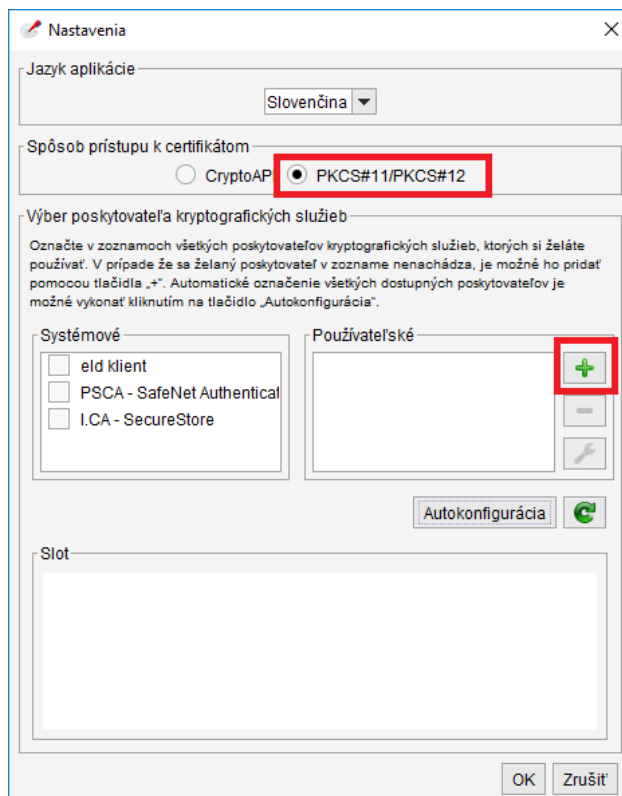 Nastavenia
Jazyk aplikácie
Slovenčina
Spôsob prístupu k certifikátom
CryptoAP PKCS#11/PKCS#12
Výber poskytovateľa kryptografických služieb
Označte v zoznamoch všetkých poskytovateľov kryptografických služieb, ktorých si želáte
používať. V prípade že sa želaný poskytovateľ v zozname nenachádza, je možné ho pridať
pomocou tlačidla „+“. Automatické označenie všetkých dostupných poskytovateľov je
možné vykonať kliknutím na tlačidlo „Autokonfigurácia“.
Systémové Používateľské
eId klient
PSCA - SafeNet Authenticat
I.CA - SecureStore
Autokonfigurácia
Slot
OK Zrušiť